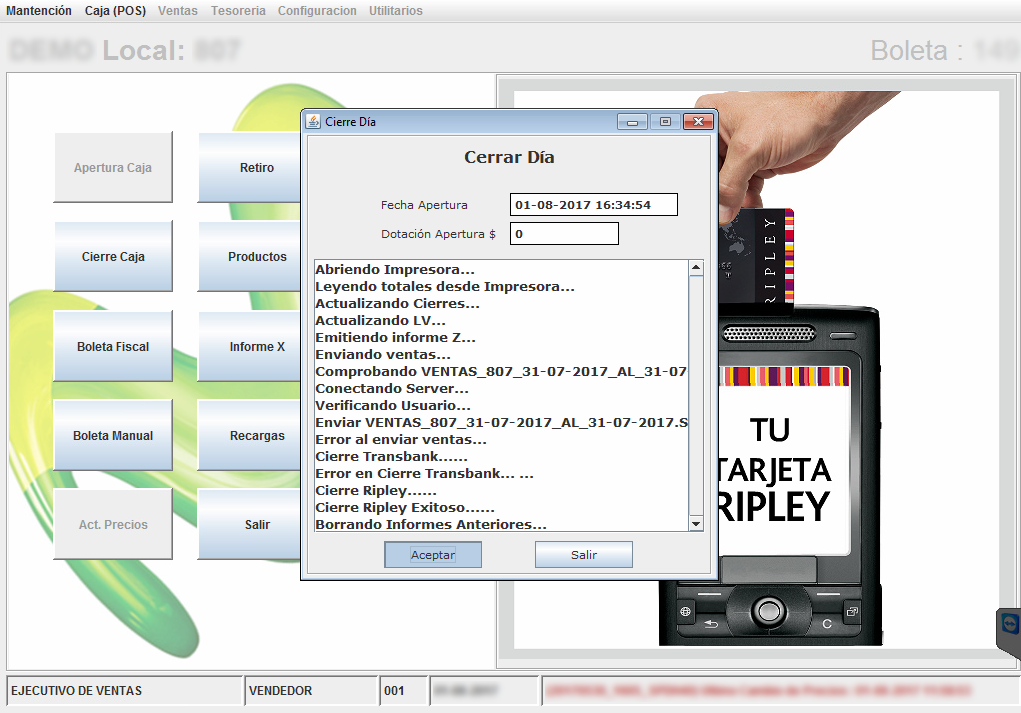 Mantención Caja (POS) Ventas Tesoreria Configuracion Utilitarios
DEMO Local: 807
Boleta :
Apertura Caja
Retiro
Cierre Caja
Productos
Boleta Fiscal
Informe X
Boleta Manual
Recargas
Act. Precios
Salir
Cierre Día
Cerrar Día
Fecha Apertura 01-08-2017 16:34:54
Dotación Apertura $ 0
Abriendo Impresora...
Leyendo totales desde Impresora...
Actualizando Cierres...
Actualizando LV...
Emitiendo informe Z...
Enviando ventas...
Comprobando VENTAS_807_31-07-2017_AL_31-07
Conectando Server...
Verificando Usuario...
Enviar VENTAS_807_31-07-2017_AL_31-07-2017.S
Error al enviar ventas...
Cierre Transbank......
Error en Cierre Transbank... ...
Cierre Ripley......
Cierre Ripley Exitoso......
Borrando Informes Anteriores...
Aceptar
Salir
RIPLEY
TU
TARJETA
RIPLEY
C
EJECUTIVO DE VENTAS
VENDEDOR
001